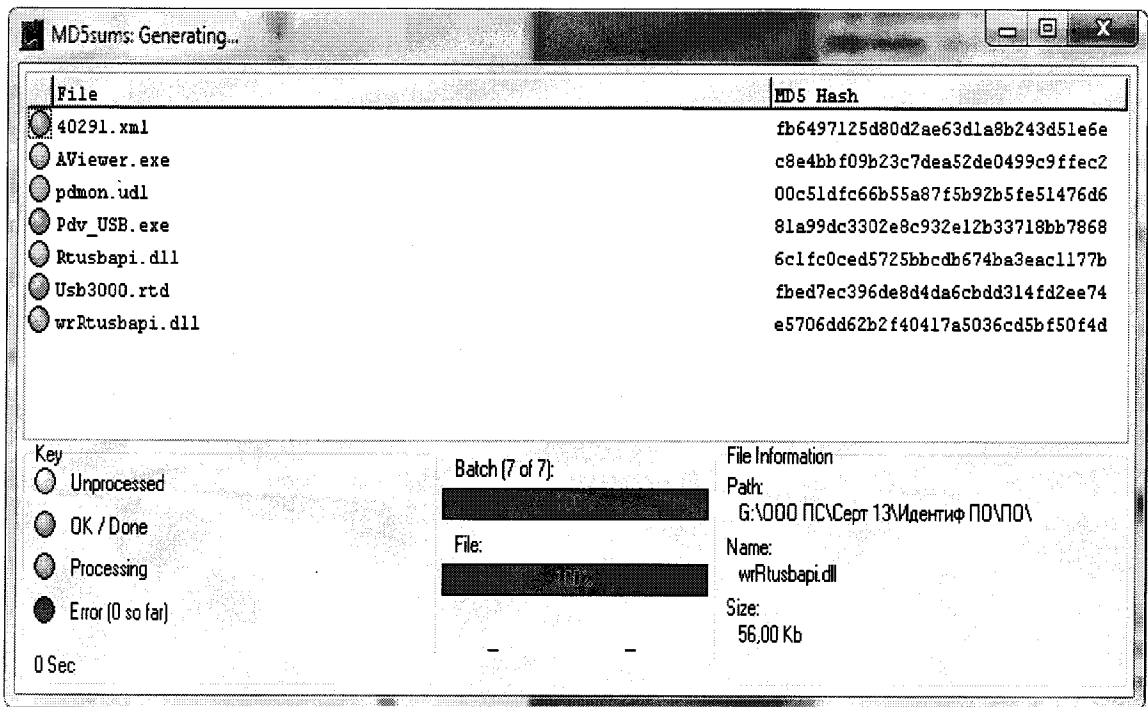 MD5sums: Generating...
File MD5 Hash
40291.xml fb6497125d80d2ae63d1a8b243d51e6e
AViewer.exe c8e4bbf09b23c7dea52de0499c9ffec2
pdmon.udl 00c51dfc66b55a87f5b92b5fe51476d6
Pdv_USB.exe 81a99dc3302e8c932e12b33718bb7868
Rtusbapi.dll 6c1fc0ced5725bbcdb674ba3eac1177b
Usb3000.rtd fbed7ec396de8d4da6cbdd314fd2ee74
wrRtusbapi.dll e5706dd62b2f40417a5036cd5bf50f4d
Key
Unprocessed
OK / Done
Processing
Error (0 so far)
0 Sec
Batch (7 of 7):
File:
100%
File Information
Path:
G:\ООО ПС\Серт 13\Идентиф ПО\ПО\
Name:
wrRtusbapi.dll
Size:
56,00 Kb